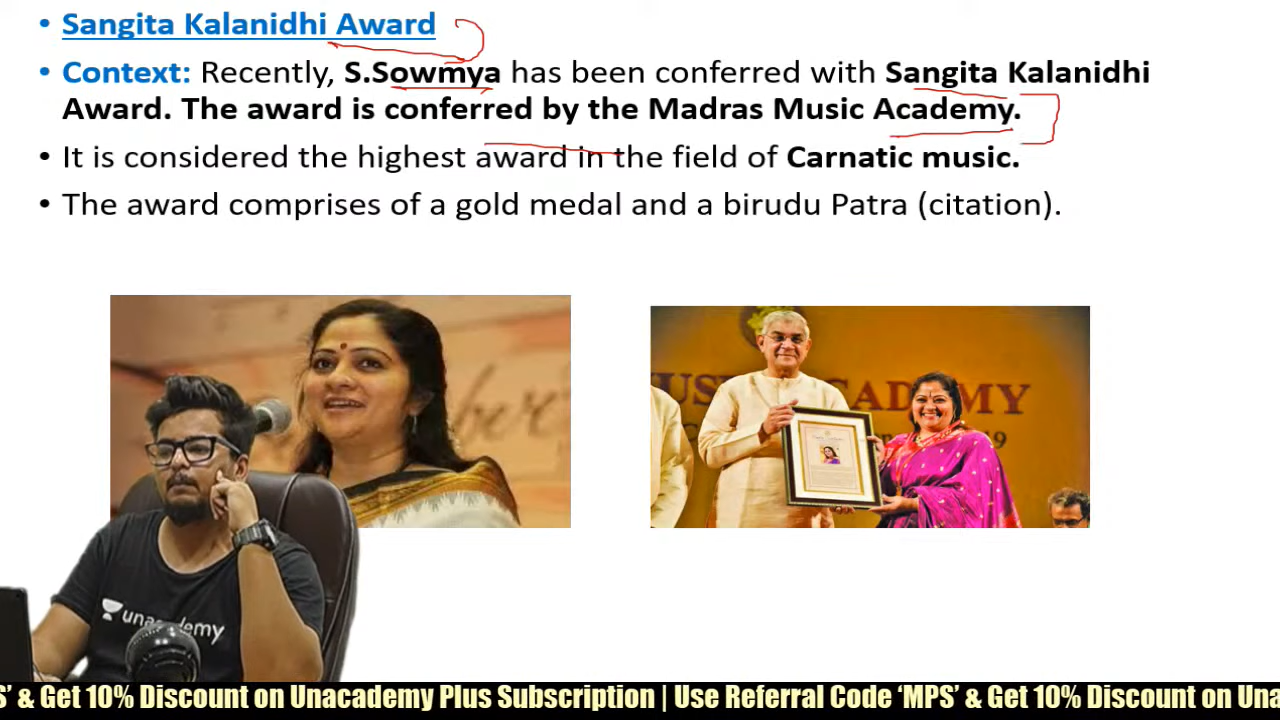 • Sangita Kalanidhi Award
• Context: Recently, S.Sowmya has been conferred with Sangita Kalanidhi
Award. The award is conferred by the Madras Music Academy.
• It is considered the highest award in the field of Carnatic music.
• The award comprises of a gold medal and a birudu Patra (citation).
ACADEMY
19
unacademy
S' & Get 10% Discount on Unacademy Plus Subscription | Use Referral Code 'MPS' & Get 10% Discount on Una